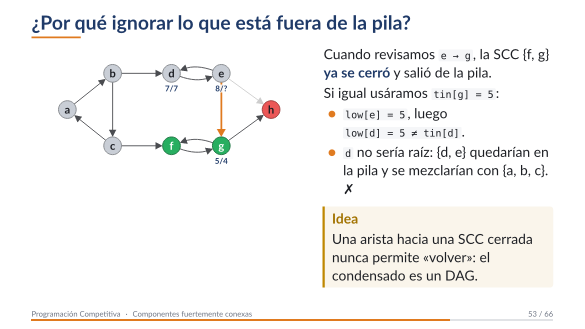 ¿Por qué ignorar lo que está fuera de la pila?
Cuando revisamos e → g, la SCC {f, g}
ya se cerró y salió de la pila.
Si igual usáramos tin[g] = 5:
low[e] = 5, luego
low[d] = 5 ≠ tin[d].
d no sería raíz: {d, e} quedarían en
la pila y se mezclarían con {a, b, c}.
✗
Idea
Una arista hacia una SCC cerrada
nunca permite «volver»: el
condensado es un DAG.
b
d
e
7/7
8/?
a
h
c
f
g
5/4
Programación Competitiva · Componentes fuertemente conexas
53 / 66